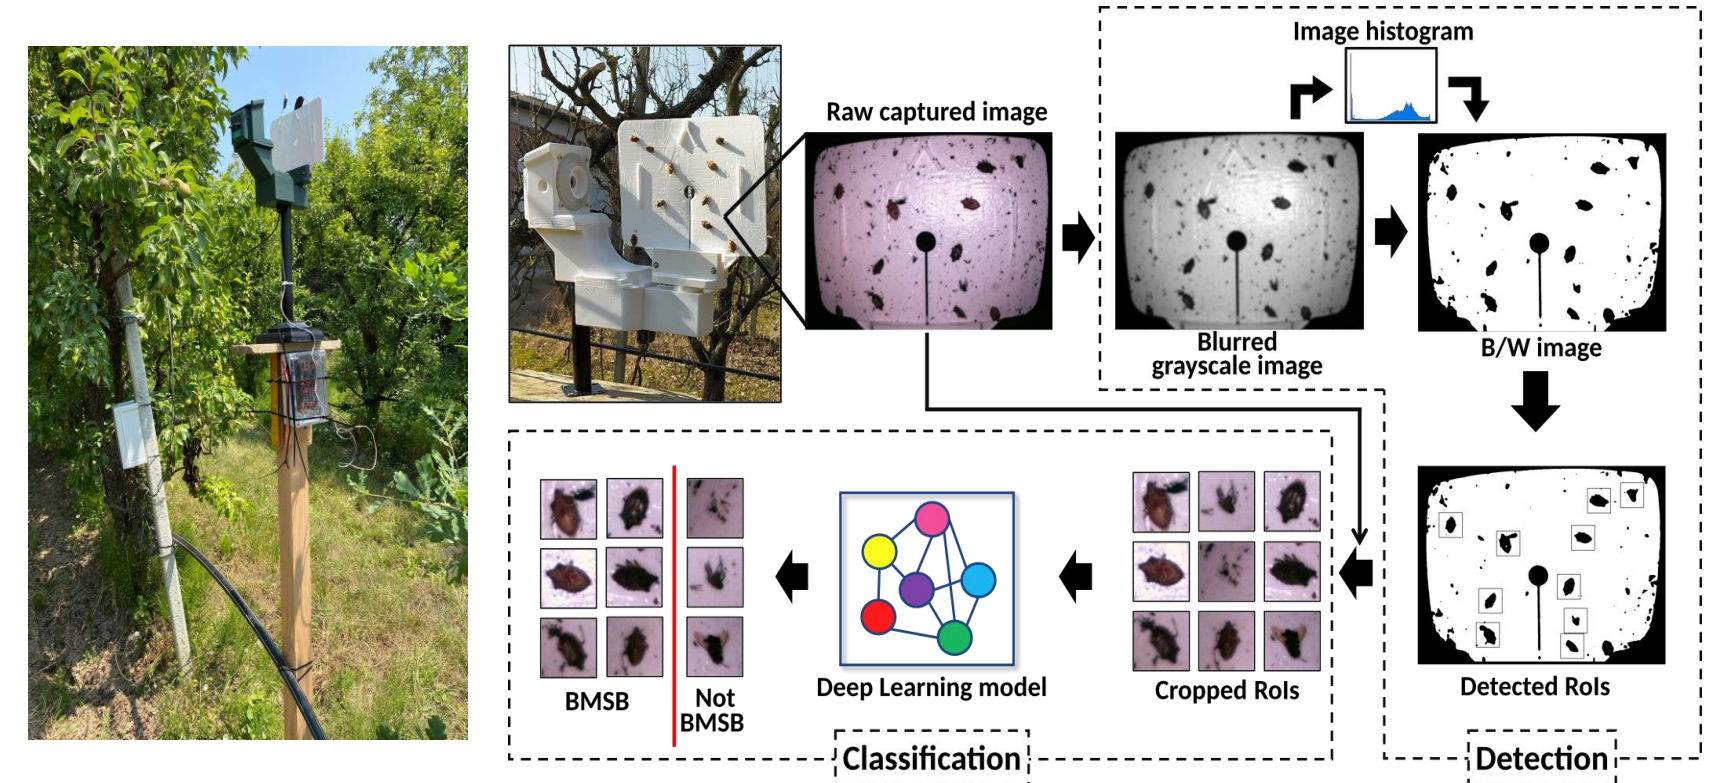 Image histogram
Raw captured image
Blurred
grayscale image
B/W image
BMSB
Not
BMSB
Deep Learning model
Cropped RoIs
Detected RoIs
Classification
Detection